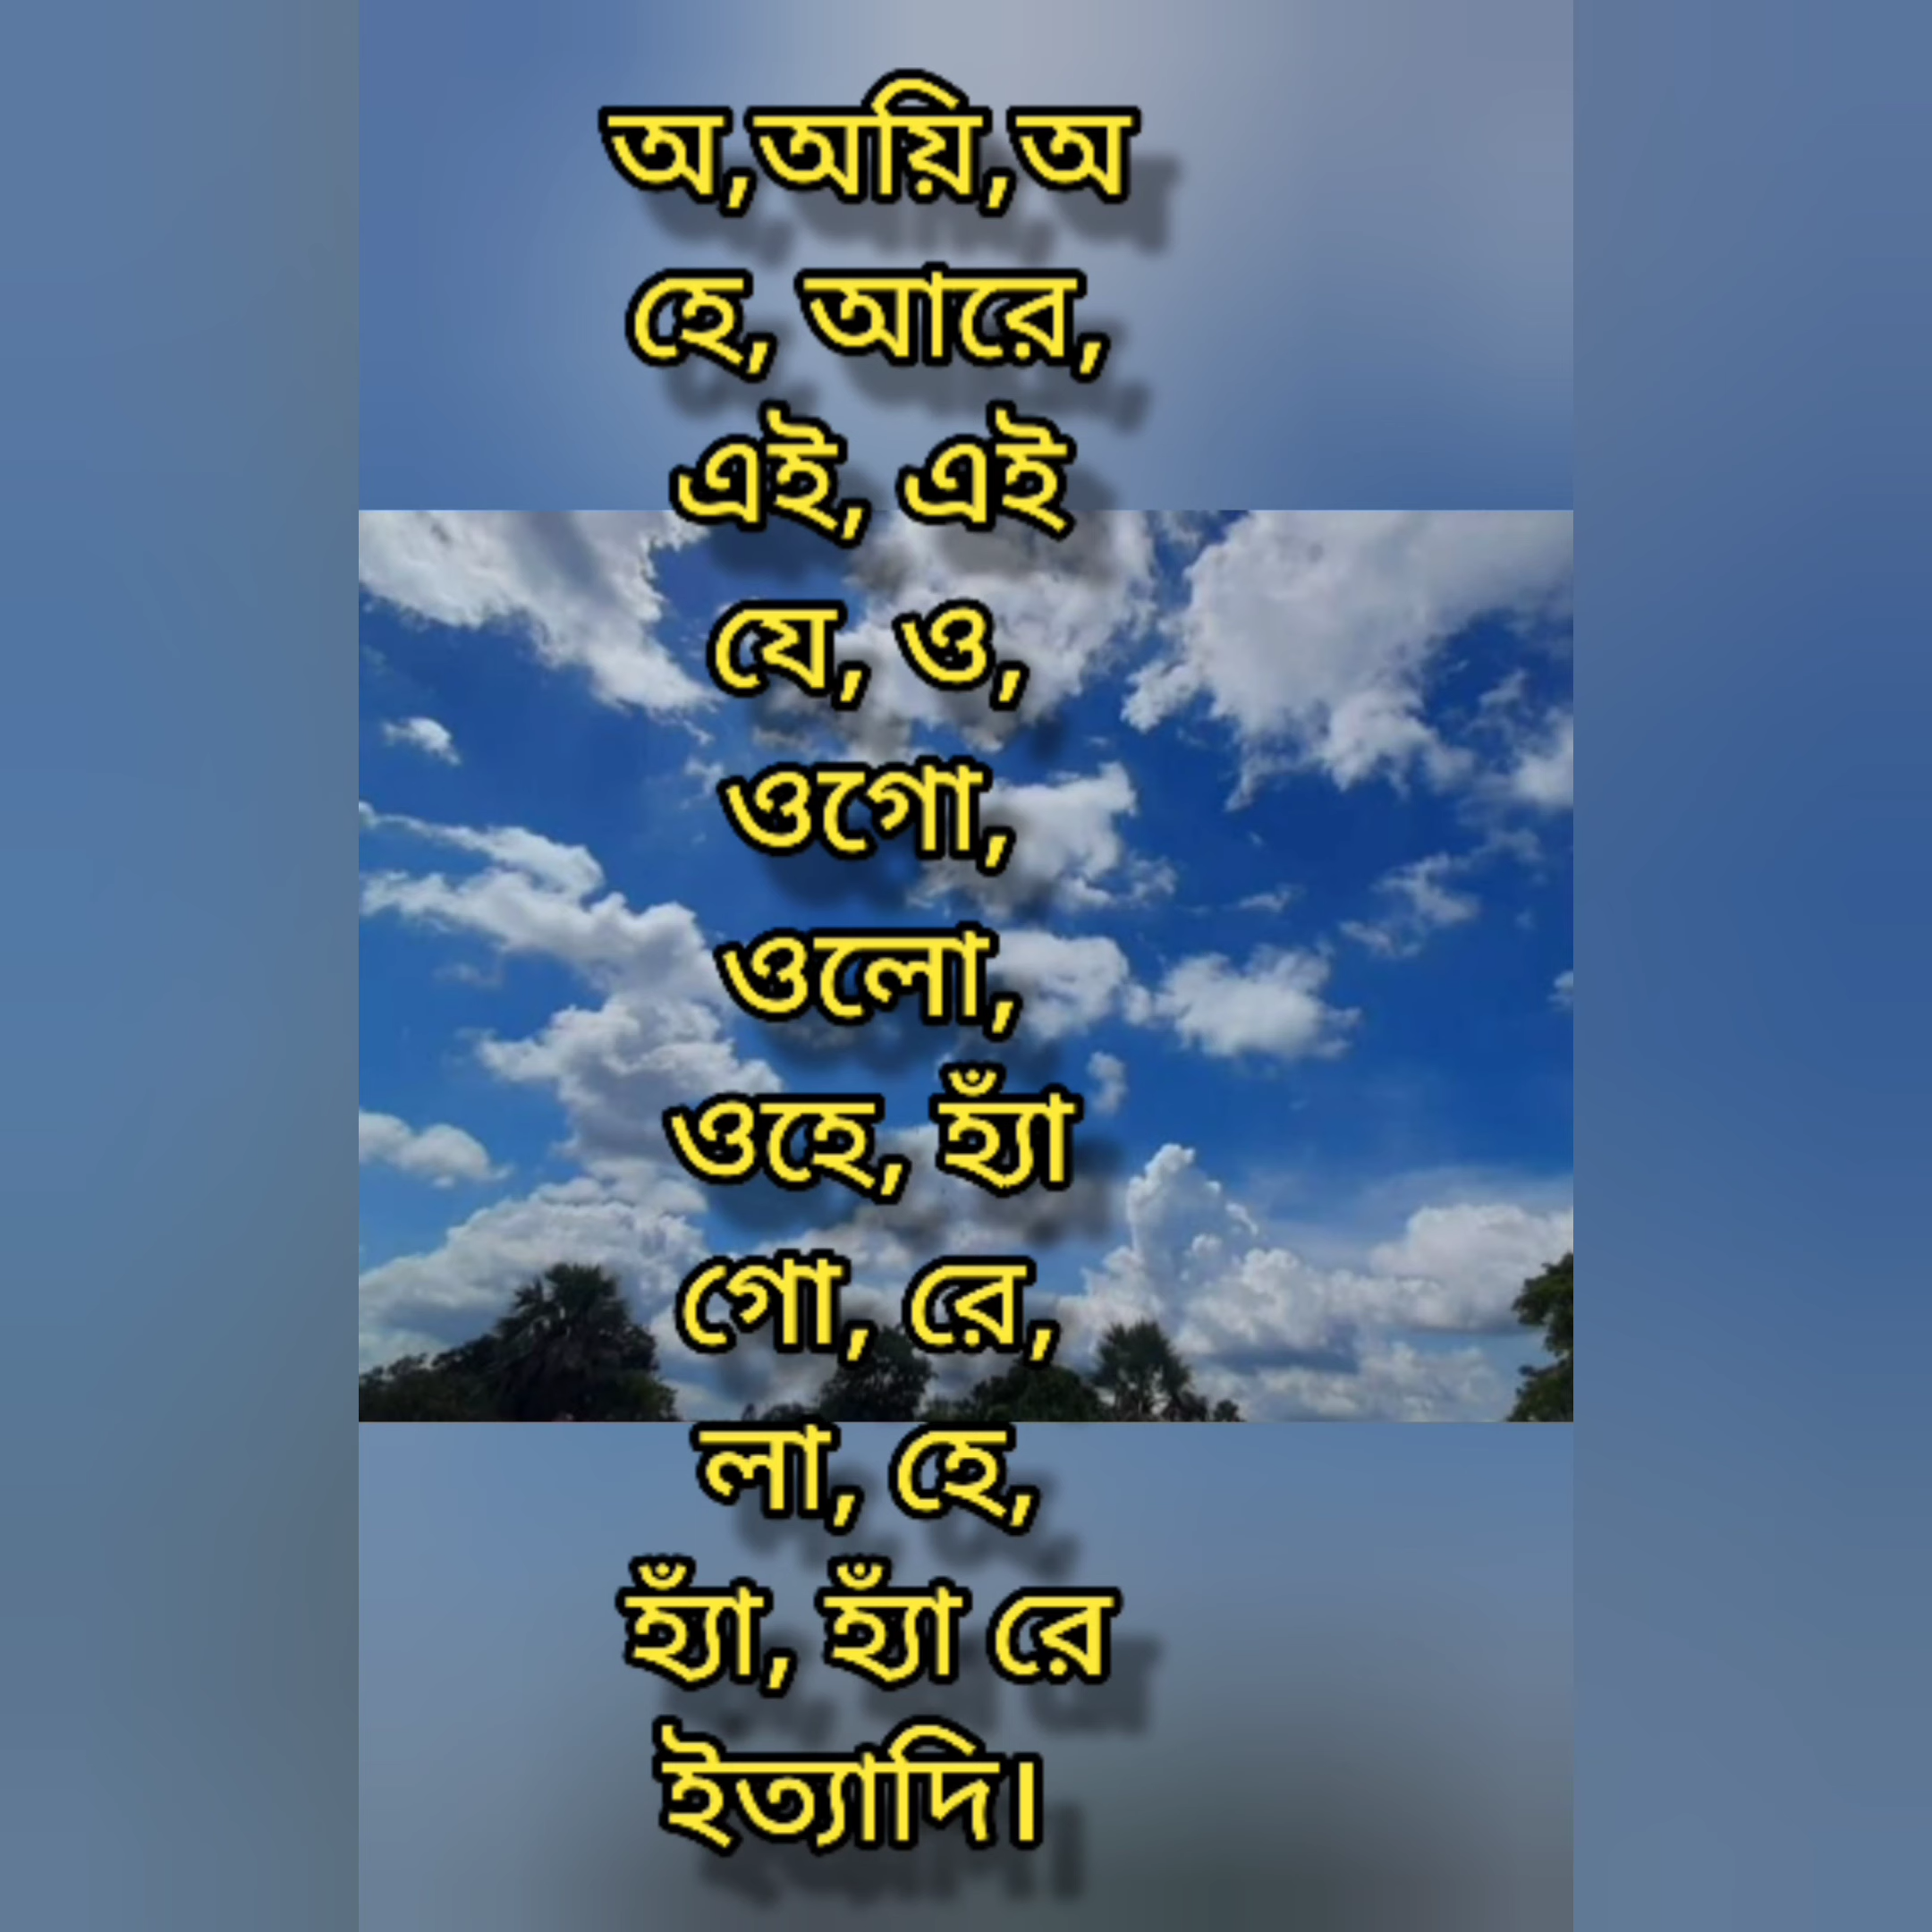 অ,অয়ি,অ
হে, আরে,
এই, এই
যে, ও,
ওগো,
ওলো,
ওহে, হ্যাঁ
গো, রে,
লা, হে,
হ্যাঁ, হ্যাঁ রে
ইত্যাদি।